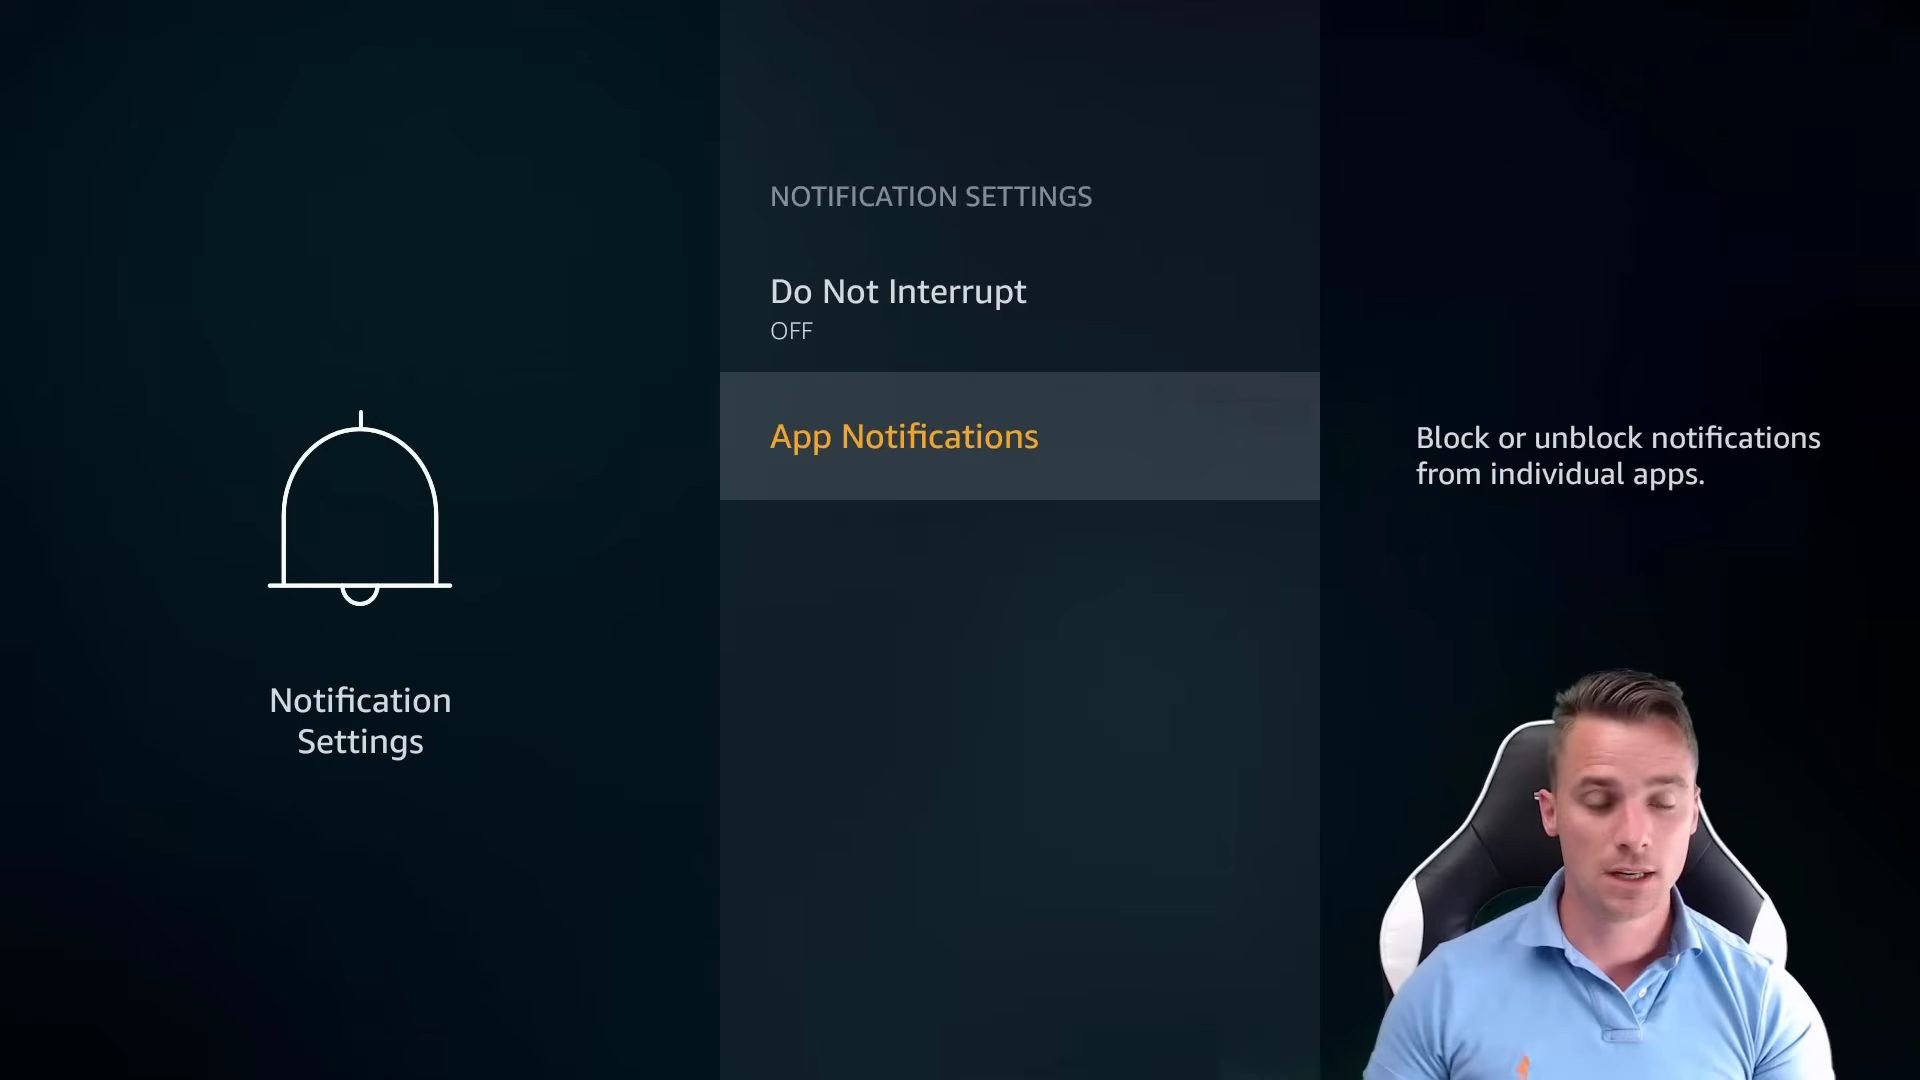 NOTIFICATION SETTINGS
Do Not Interrupt
OFF
App Notifications
Block or unblock notifications
from individual apps.
Notification
Settings